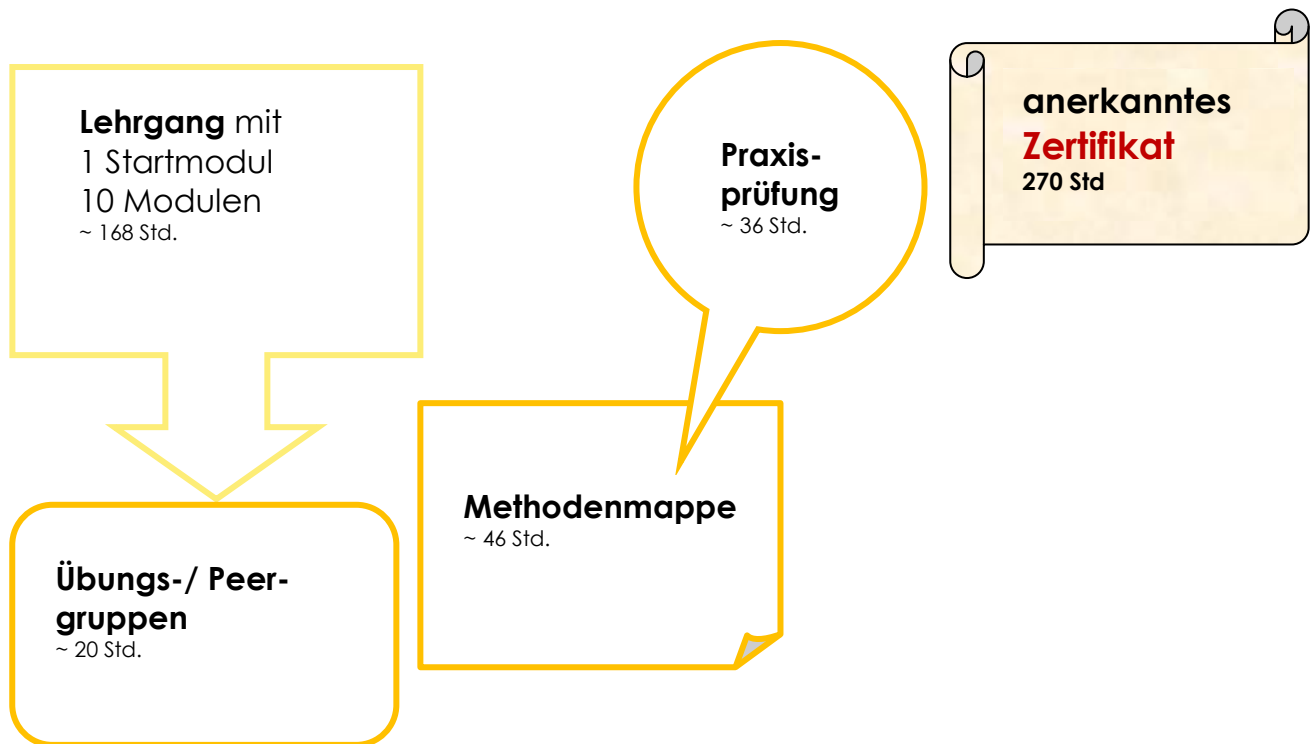 Lehrgang mit
1 Startmodul
10 Modulen
~ 168 Std.
Übungs-/ Peer-
gruppen
~ 20 Std.
Methodenmappe
~ 46 Std.
Praxis-
prüfung
~ 36 Std.
anerkanntes
Zertifikat
270 Std